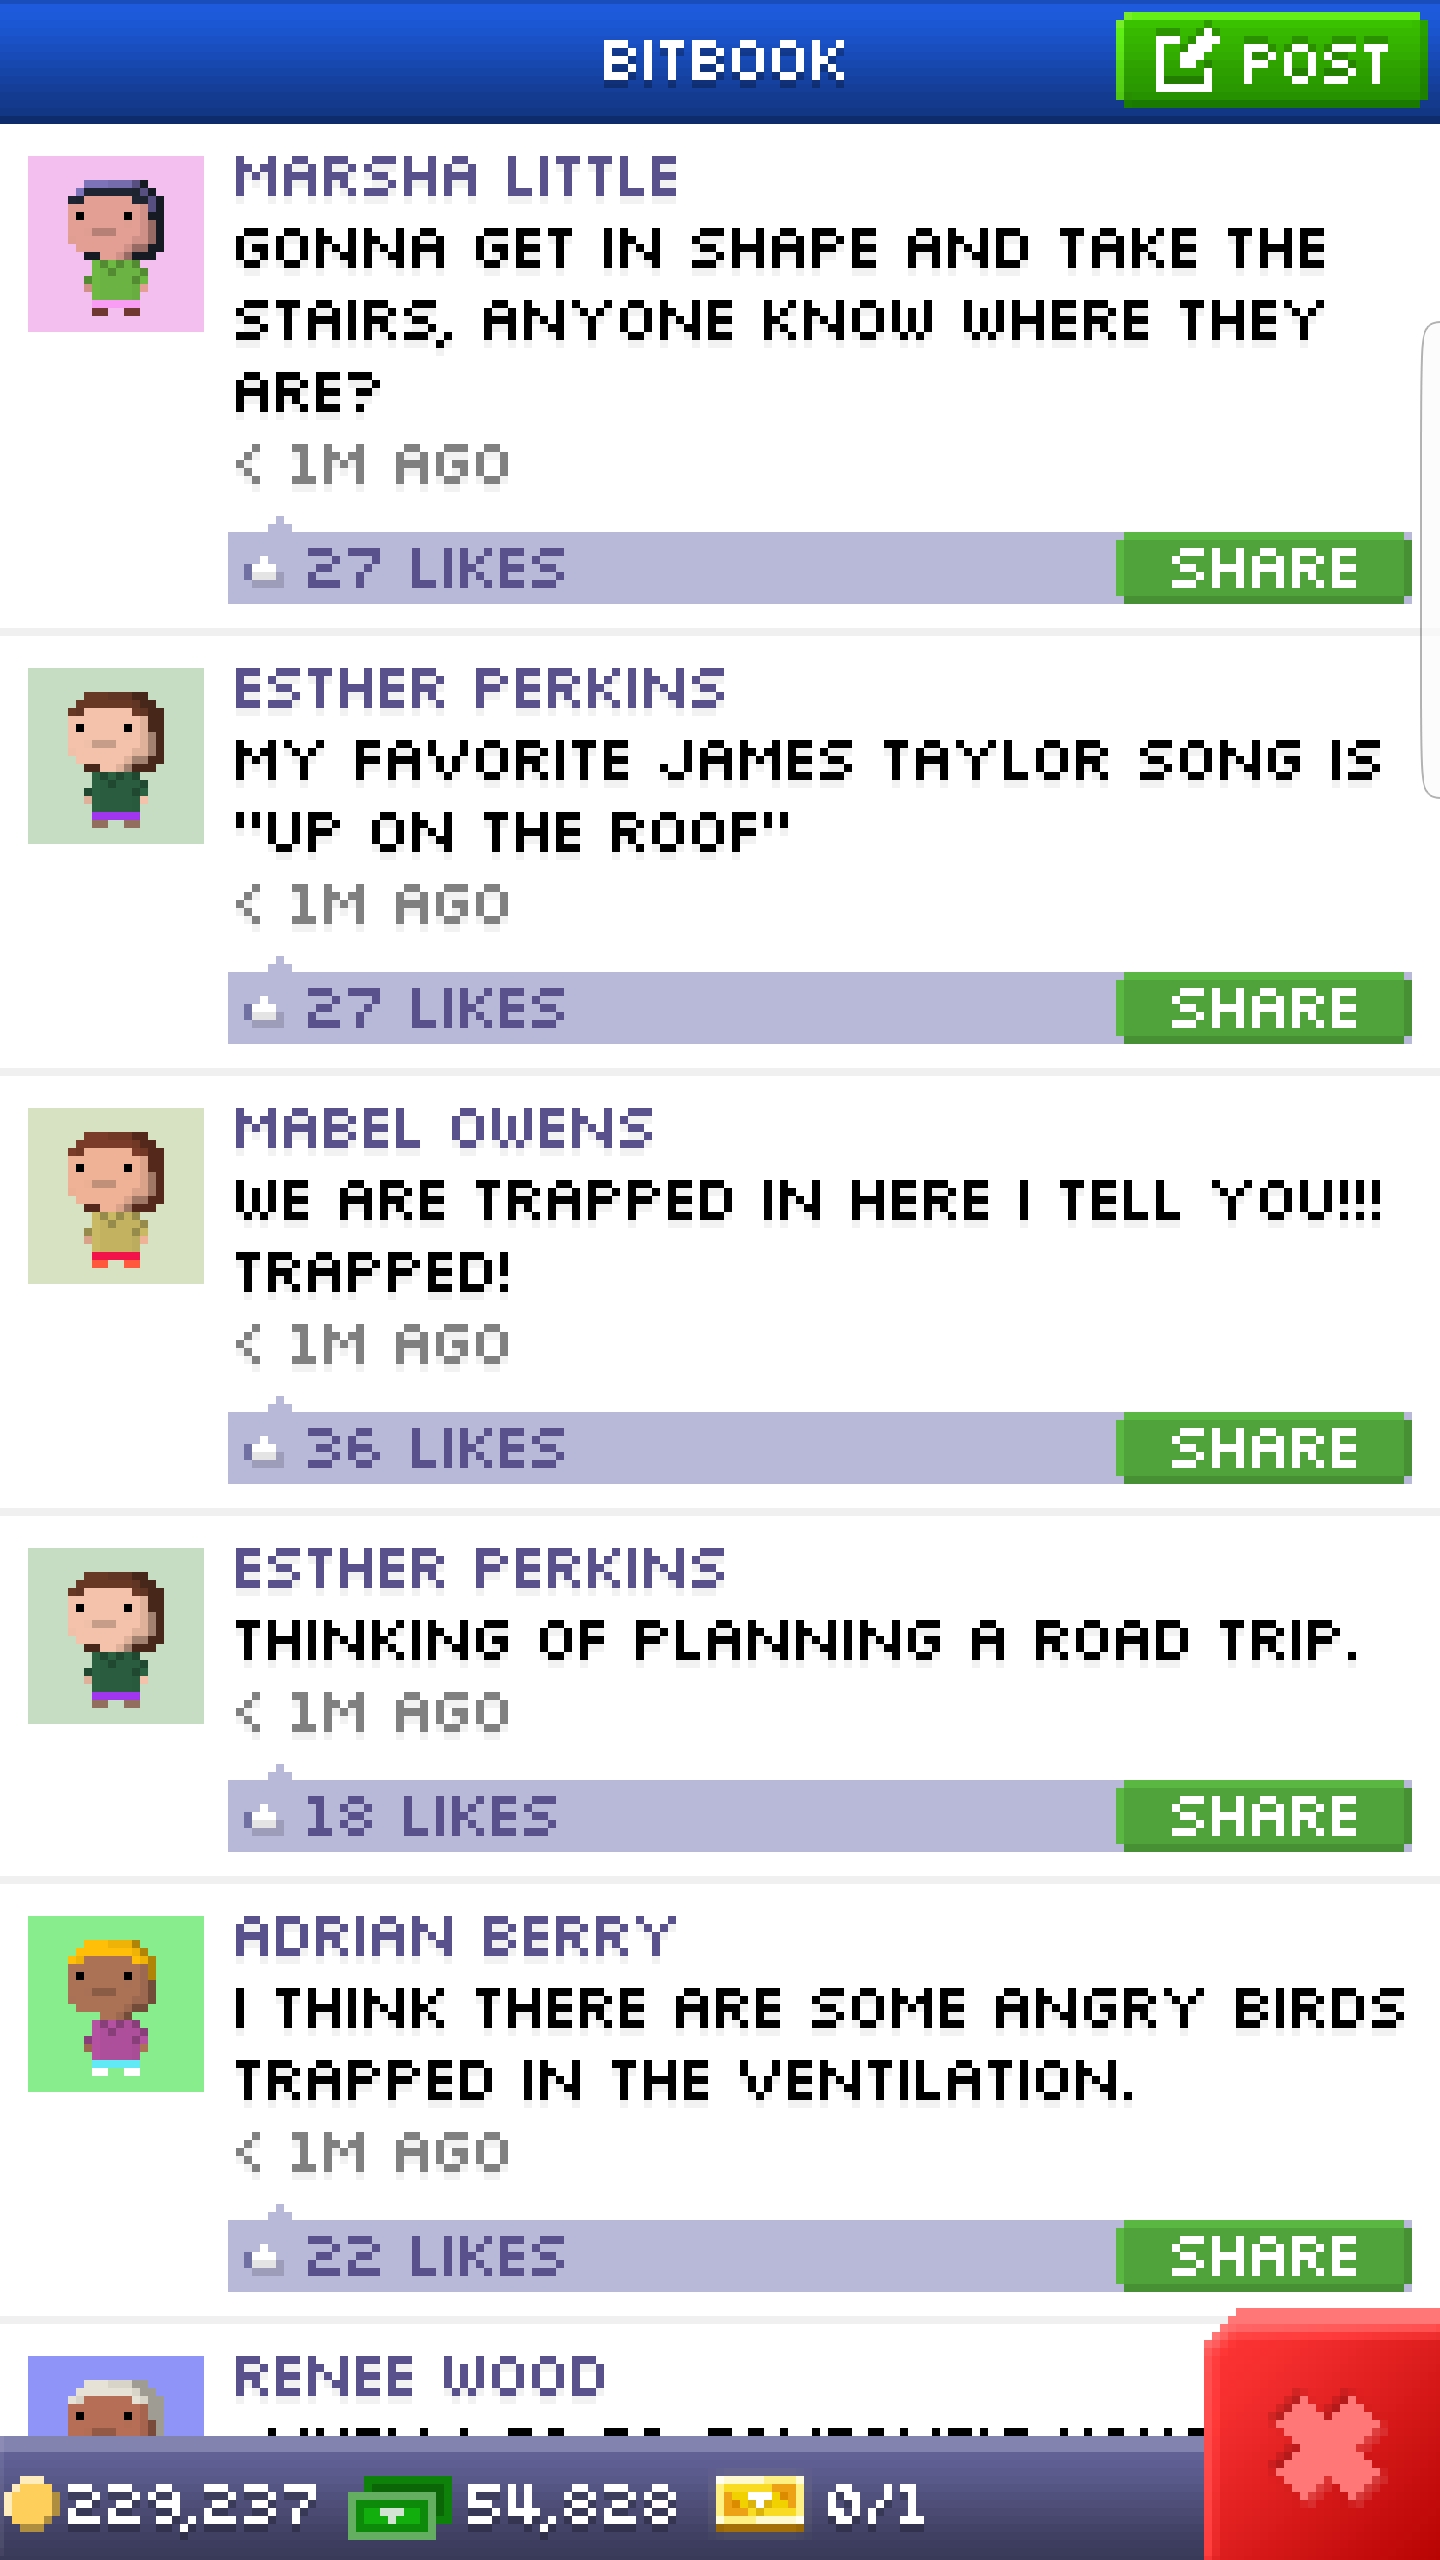 BITBOOK
POST
MARSHA LITTLE
GONNA GET IN SHAPE AND TAKE THE
STAIRS, ANYONE KNOW WHERE THEY
ARE?
< 1M AGO
27 LIKES
SHARE
ESTHER PERKINS
MY FAVORITE JAMES TAYLOR SONG IS
"UP ON THE ROOF"
< 1M AGO
27 LIKES
SHARE
MABEL OWENS
WE ARE TRAPPED IN HERE I TELL YOU!!!
TRAPPED!
< 1M AGO
36 LIKES
SHARE
ESTHER PERKINS
THINKING OF PLANNING A ROAD TRIP.
< 1M AGO
18 LIKES
SHARE
ADRIAN BERRY
I THINK THERE ARE SOME ANGRY BIRDS
TRAPPED IN THE VENTILATION.
< 1M AGO
22 LIKES
SHARE
RENEE WOOD
229,237
54,828
0/1